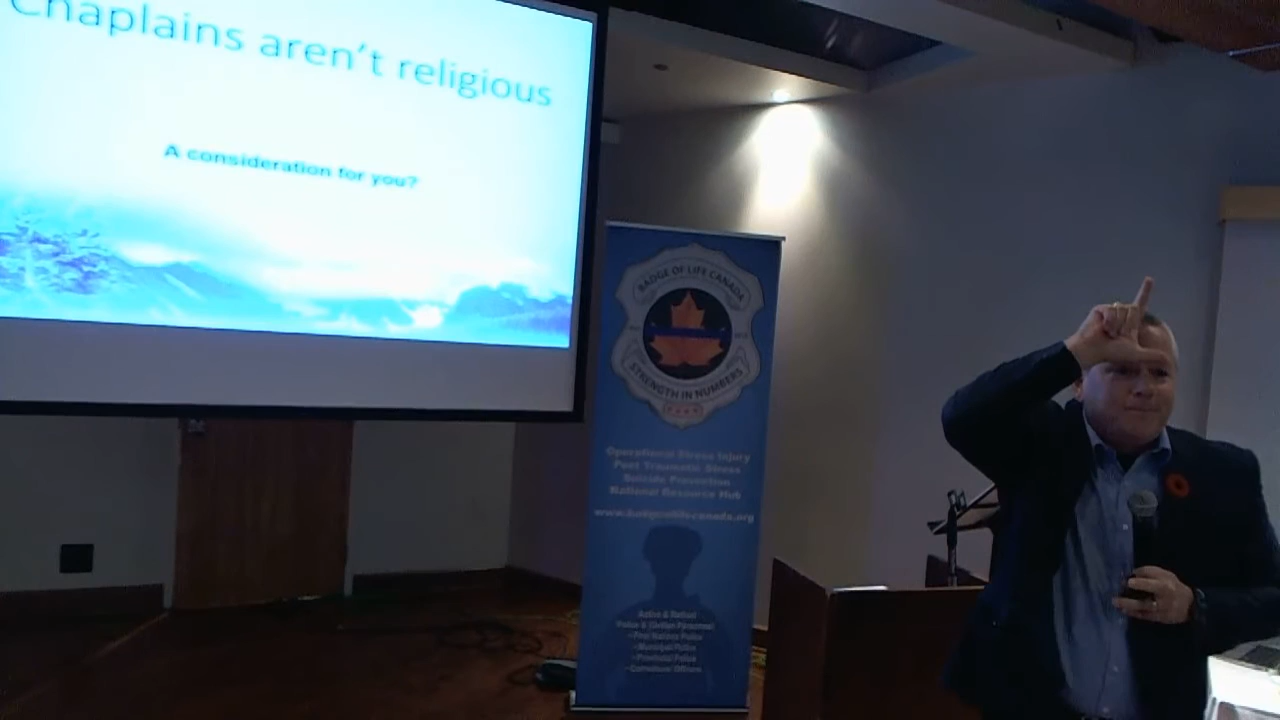 Chaplains aren't religious
A consideration for you?
BADGE OF LIFE CANADA
STRENGTH IN NUMBERS
Operational Stress Injury
Post Traumatic Stress
Suicide Prevention
National Resource Hub
www.badgeoflifecanada.org
Active & Retired
Police & Civilian Personnel
First Nations Police
Municipal Police
Provincial Police
Correctional Officers